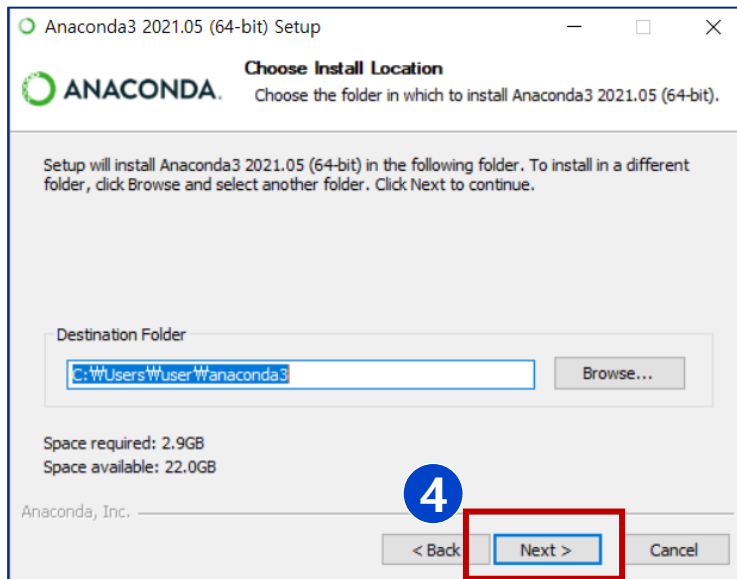 Anaconda3 2021.05 (64-bit) Setup
ANACONDA.
Choose Install Location
Choose the folder in which to install Anaconda3 2021.05 (64-bit).
Setup will install Anaconda3 2021.05 (64-bit) in the following folder. To install in a different
folder, click Browse and select another folder. Click Next to continue.
Destination Folder
C:₩Users₩user₩anaconda3
Browse...
Space required: 2.9GB
Space available: 22.0GB
4
Anaconda, Inc.
< Back
Next >
Cancel